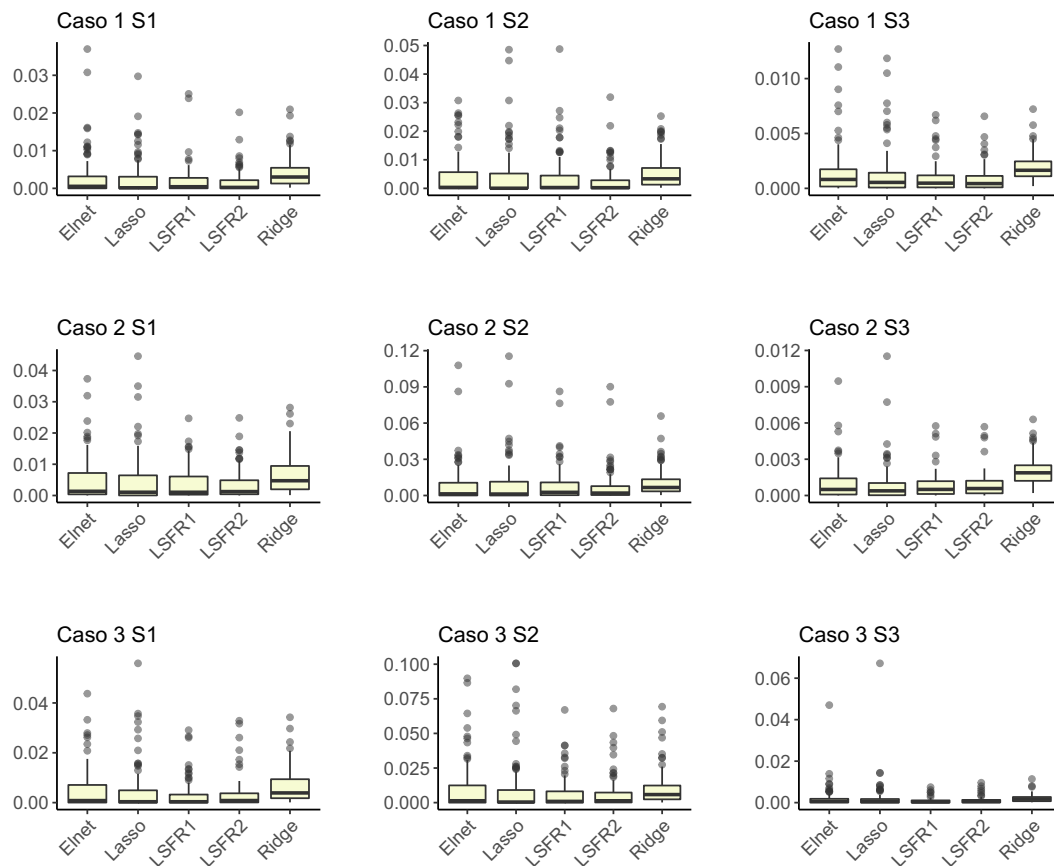 Caso 1 S1
0.03
0.02
0.01
0.00
Elnet
Lasso
LSFR1
LSFR2
Ridge
Caso 1 S2
0.05
0.04
0.03
0.02
0.01
0.00
Elnet
Lasso
LSFR1
LSFR2
Ridge
Caso 1 S3
0.010
0.005
0.000
Elnet
Lasso
LSFR1
LSFR2
Ridge
Caso 2 S1
0.04
0.03
0.02
0.01
0.00
Elnet
Lasso
LSFR1
LSFR2
Ridge
Caso 2 S2
0.12
0.09
0.06
0.03
0.00
Elnet
Lasso
LSFR1
LSFR2
Ridge
Caso 2 S3
0.012
0.009
0.006
0.003
0.000
Elnet
Lasso
LSFR1
LSFR2
Ridge
Caso 3 S1
0.04
0.02
0.00
Elnet
Lasso
LSFR1
LSFR2
Ridge
Caso 3 S2
0.100
0.075
0.050
0.025
0.000
Elnet
Lasso
LSFR1
LSFR2
Ridge
Caso 3 S3
0.06
0.04
0.02
0.00
Elnet
Lasso
LSFR1
LSFR2
Ridge